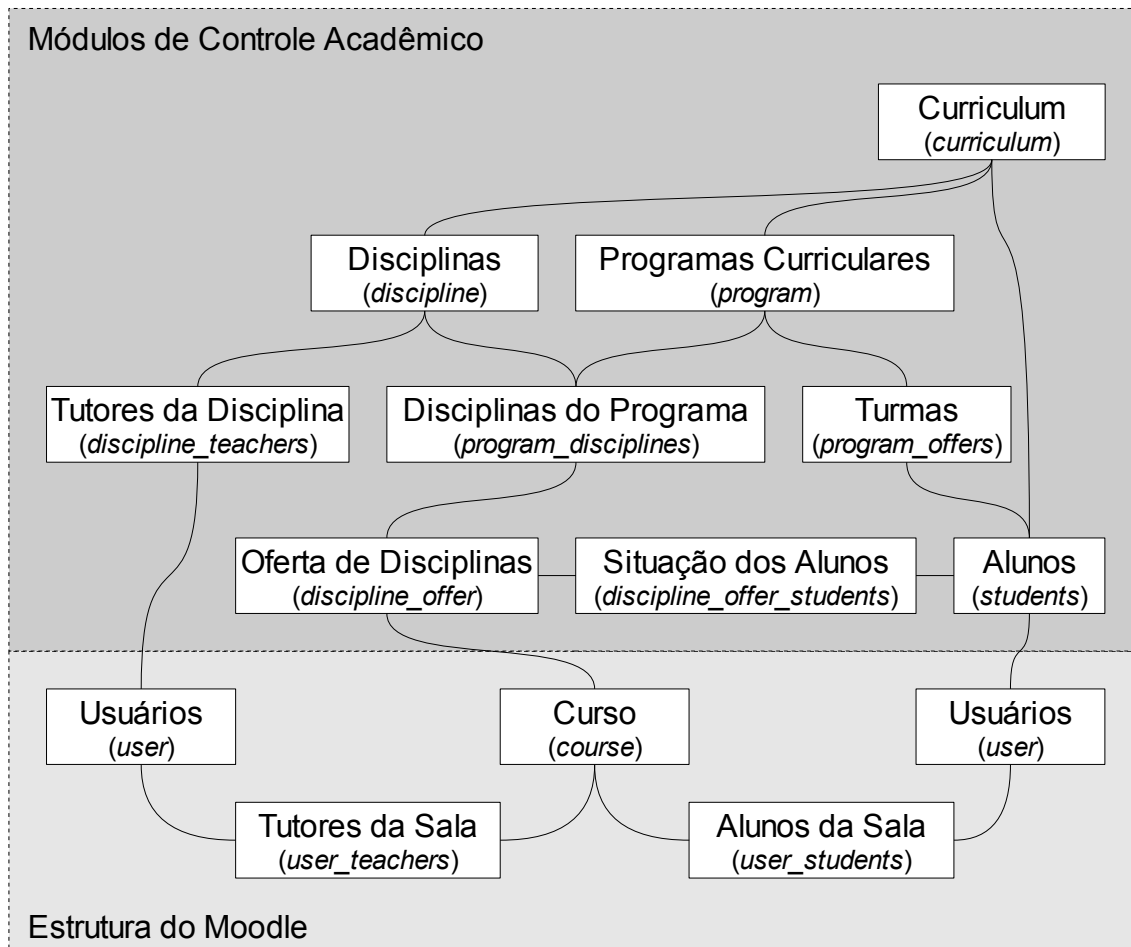 Módulos de Controle Acadêmico
Curriculum
(curriculum)
Disciplinas
(discipline)
Programas Curriculares
(program)
Tutores da Disciplina
(discipline_teachers)
Disciplinas do Programa
(program_disciplines)
Turmas
(program_offers)
Oferta de Disciplinas
(discipline_offer)
Situação dos Alunos
(discipline_offer_students)
Alunos
(students)
Usuários
(user)
Curso
(course)
Usuários
(user)
Tutores da Sala
(user_teachers)
Alunos da Sala
(user_students)
Estrutura do Moodle